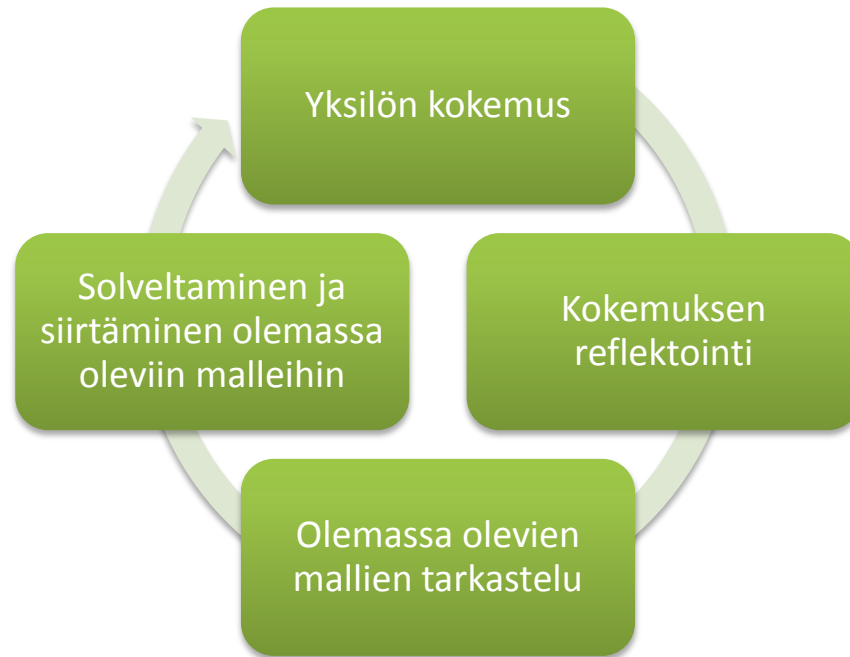 Yksilön kokemus
Kokemuksen
reflektointi
Olemassa olevien
mallien tarkastelu
Solveltaminen ja
siirtäminen olemassa
oleviin malleihin